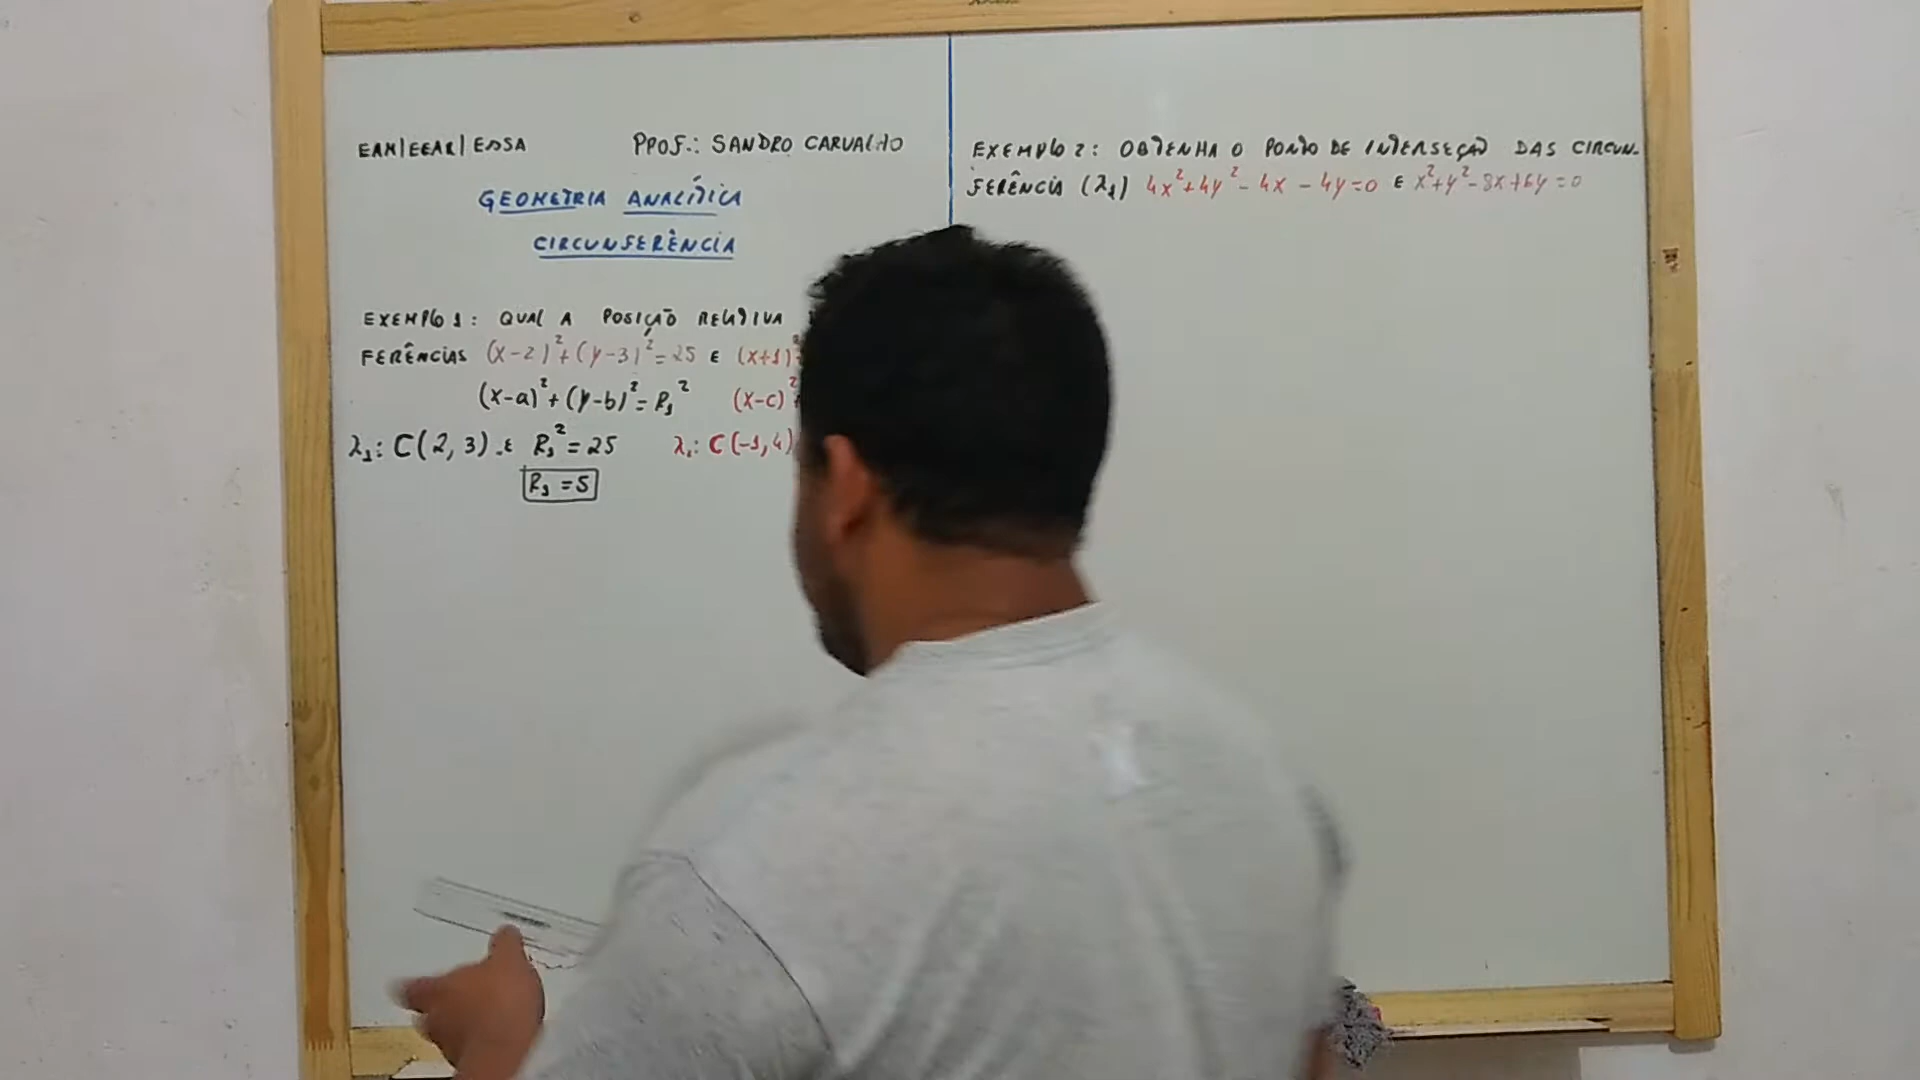 EAM|EEAR|ESSA PROF.: SANDRO CARVALHO
GEOMETRIA ANALÍTICA
CIRCUNFERÊNCIA
EXEMPLO 1: QUAL A POSIÇÃO RELATIVA
FERÊNCIAS (x-2)²+(y-3)²=25 E (x+1)²
(x-a)²+(y-b)²=R₁² (x-c)²
λ₁: C(2,3) E R₁²=25 λ₂: C(-1,4)
R₁=5
EXEMPLO 2: OBTENHA O PONTO DE INTERSEÇÃO DAS CIRCUN-
FERÊNCIA (λ₁) 4x²+4y²-4x-4y=0 E x²+y²-8x+6y=0